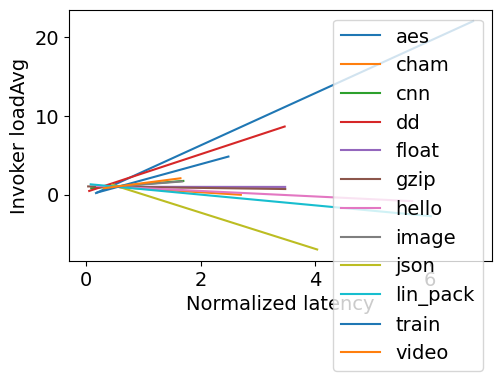 20
10
0
Invoker loadAvg
0
2
4
6
Normalized latency
aes
cham
cnn
dd
float
gzip
hello
image
json
lin_pack
train
video